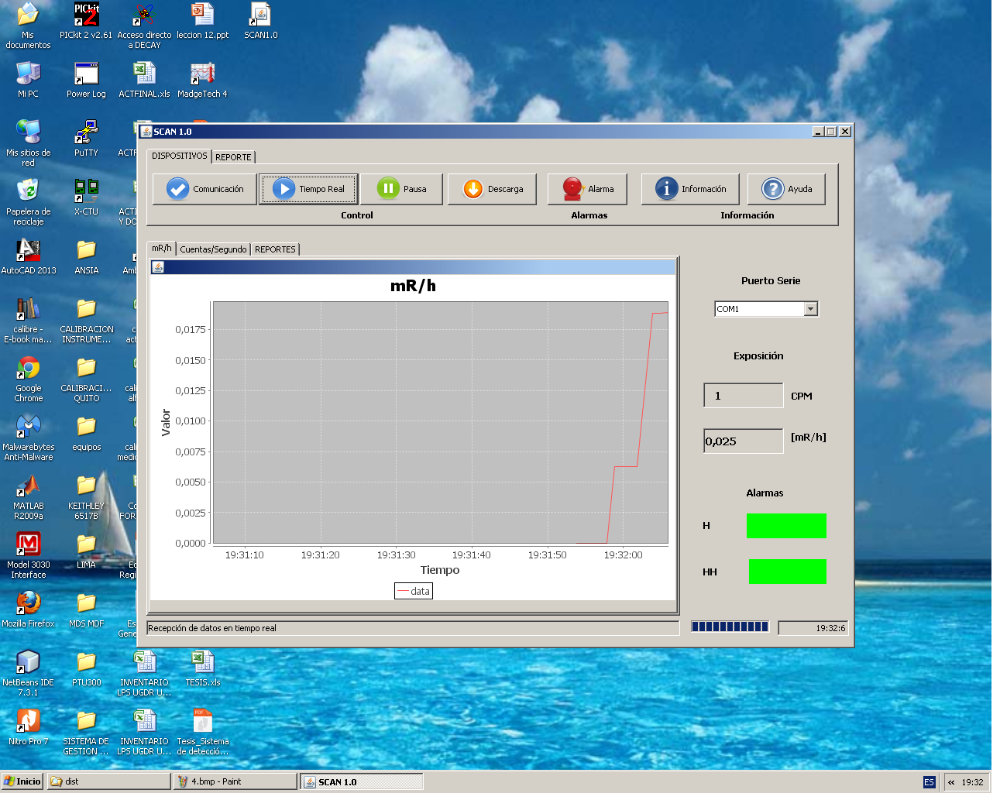 Mis
documentos
PICkit 2 v2.61
Acceso directo
a DECAY
leccion 12.ppt
SCAN1.0
Mi PC
Power Log
ACTFINAL.xls
MadgeTech 4
Mis sitios de
red
PuTTY
Papelera de
reciclaje
X-CTU
AutoCAD 2013
ANSIA
calibre -
E-book ma...
CALIBRACION
INSTRUME...
Google
Chrome
CALIBRACI...
QUITO
Malwarebytes
Anti-Malware
equipos
MATLAB
R2009a
KEITHLEY
6517B
Model 3030
Interface
LIMA
Mozilla Firefox
MDS MDF
NetBeans IDE
7.3.1
PTU300
INVENTARIO
LPS UGDR U...
TESIS.xls
Nitro Pro 7
SISTEMA DE
GESTION ...
INVENTARIO
LPS UGDR U...
Tesis_Sistema
de detecció...
SCAN 1.0
DISPOSITIVOS REPORTE
Comunicación Tiempo Real Pausa Descarga Alarma Información Ayuda
Control Alarmas Información
mR/h Cuentas/Segundo REPORTES
mR/h
Valor
0,0175
0,0150
0,0125
0,0100
0,0075
0,0050
0,0025
0,0000
19:31:10 19:31:20 19:31:30 19:31:40 19:31:50 19:32:00
Tiempo
data
Puerto Serie
COM1
Exposición
1 CPM
0,025 [mR/h]
Alarmas
H
HH
Recepción de datos en tiempo real
19:32:6
Inicio dist 4.bmp - Paint SCAN 1.0 ES « 19:32